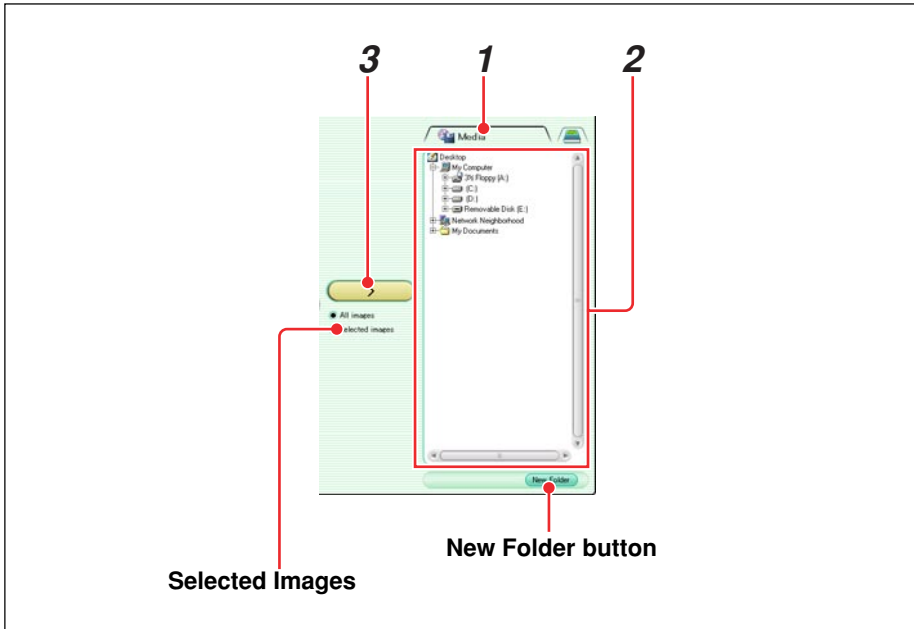 3 1 2
Media
Desktop
My Computer
3½ Floppy (A:)
(C:)
(D:)
Removable Disk (E:)
Network Neighborhood
My Documents
>
All images
elected images
New Folder
New Folder button
Selected Images